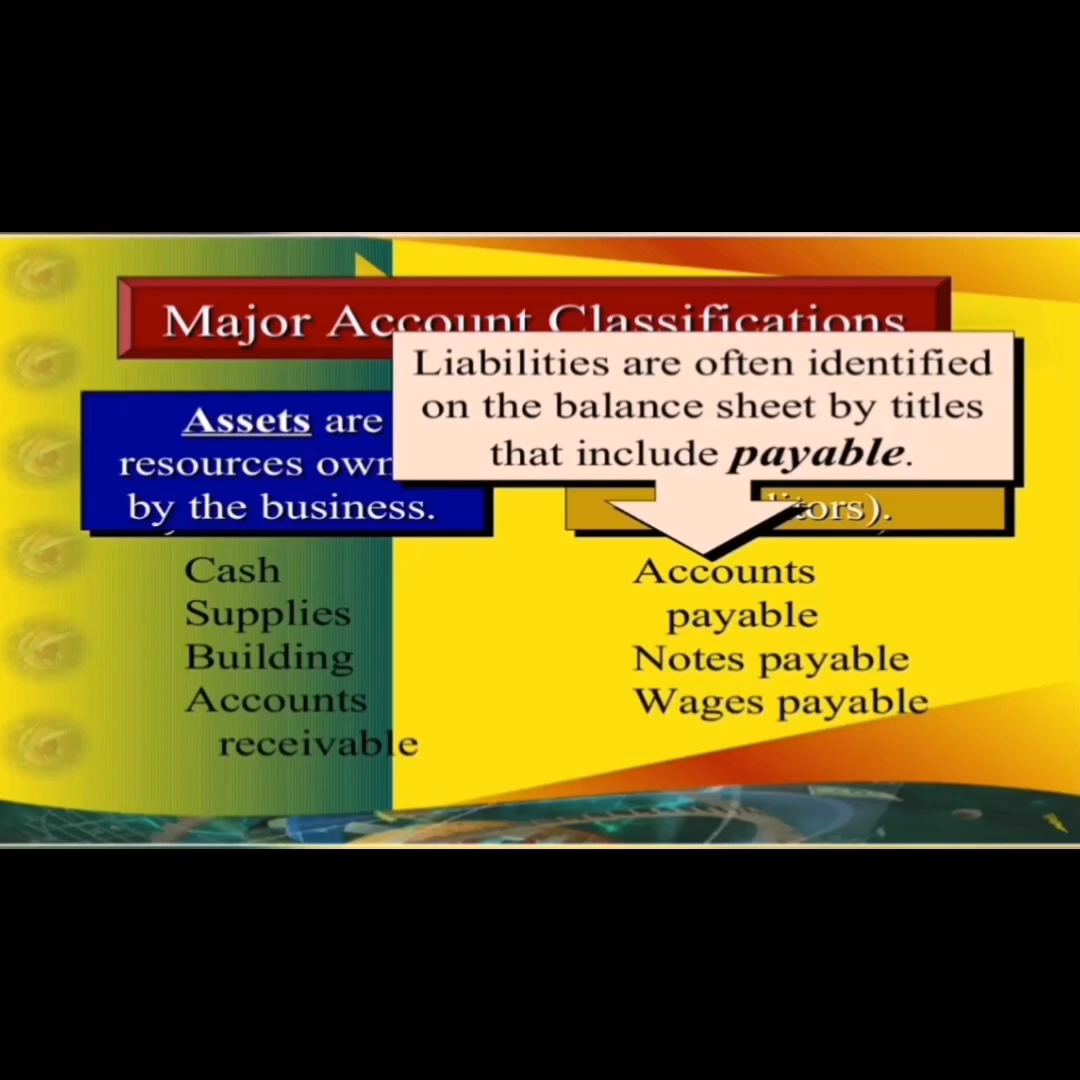 Major Account Classifications
Liabilities are often identified
on the balance sheet by titles
that include payable.
Assets are
resources
by the business.
Cash
Supplies
Building
Accounts
receivable
Accounts
payable
Notes payable
Wages payable